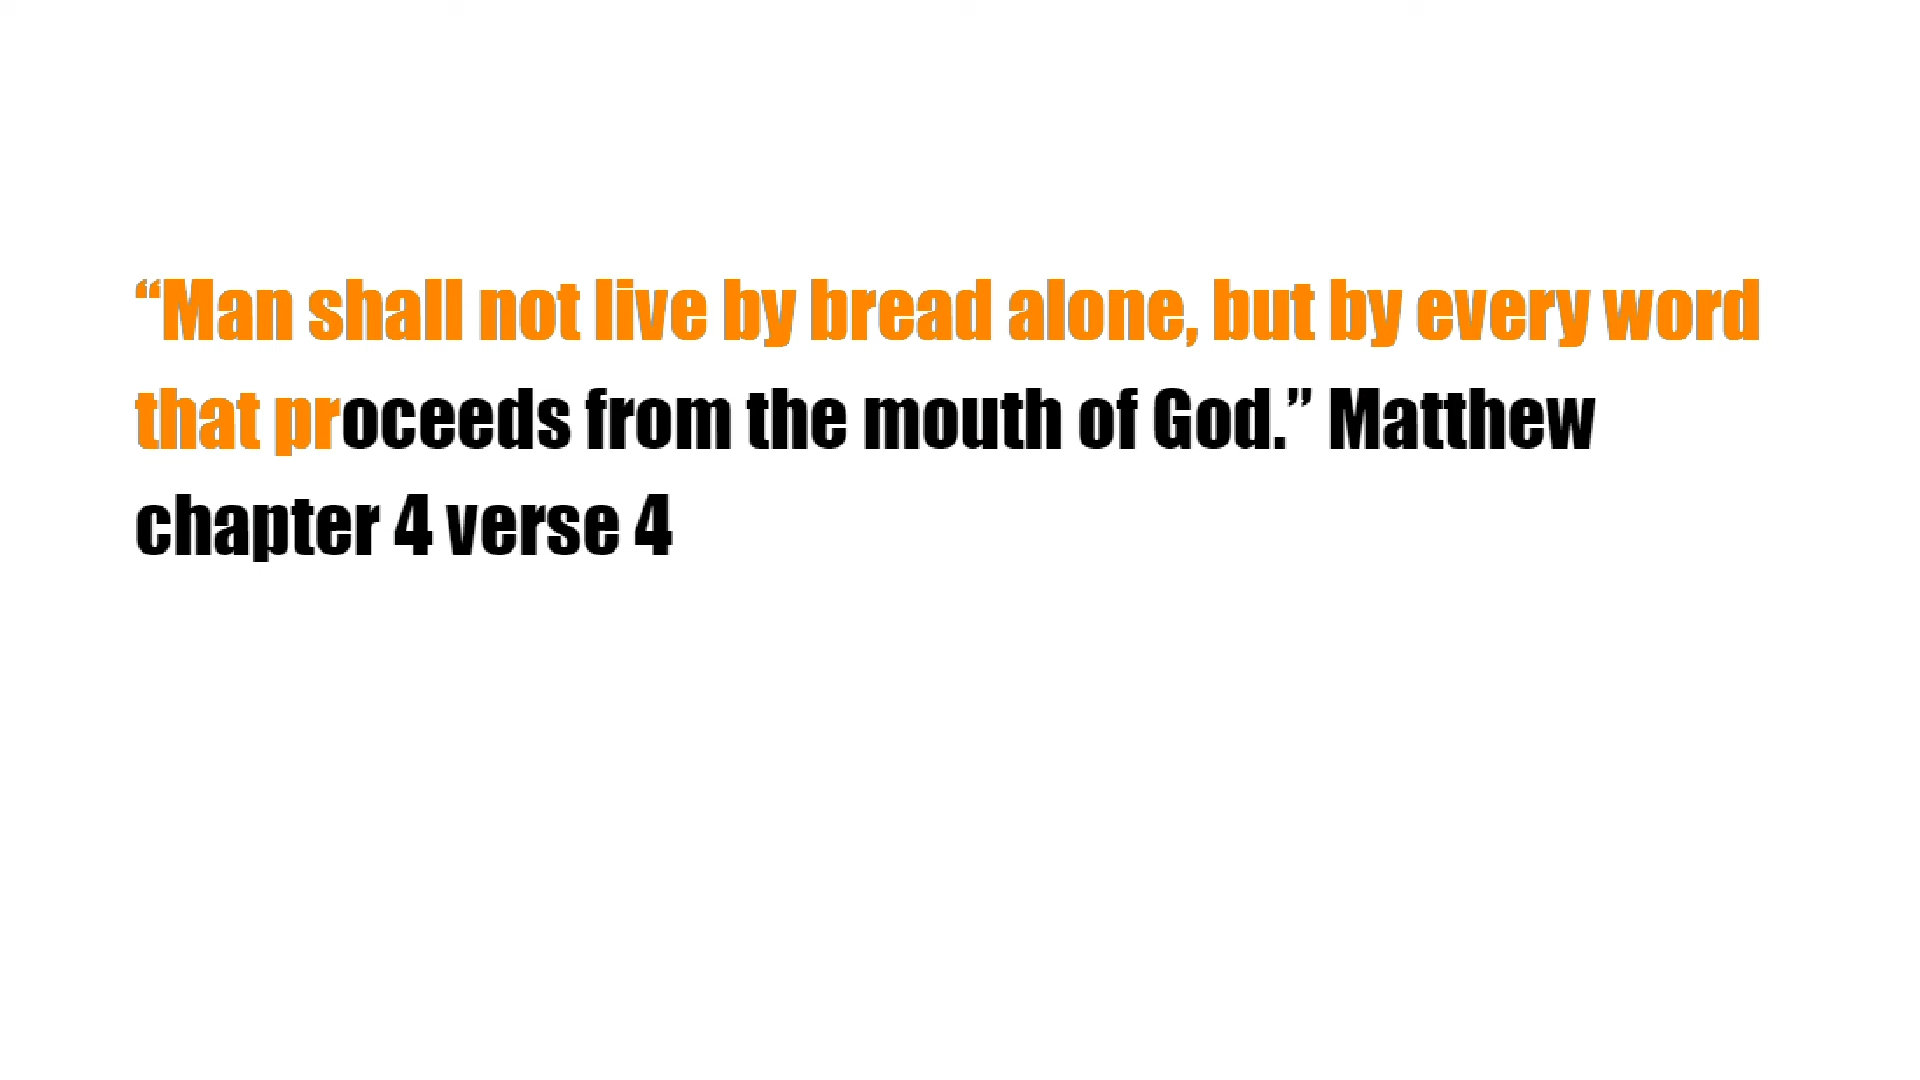 “Man shall not live by bread alone, but by every word
that proceeds from the mouth of God.” Matthew
chapter 4 verse 4